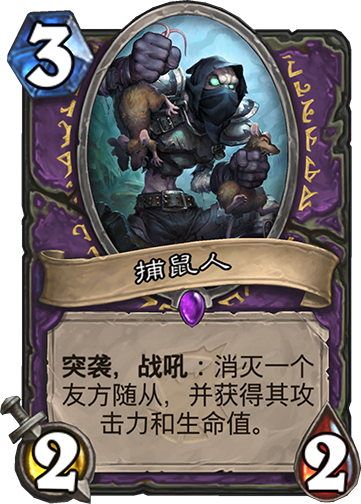 3
捕鼠人
突袭，战吼：消灭一个
友方随从，并获得其攻
击力和生命值。
2
2